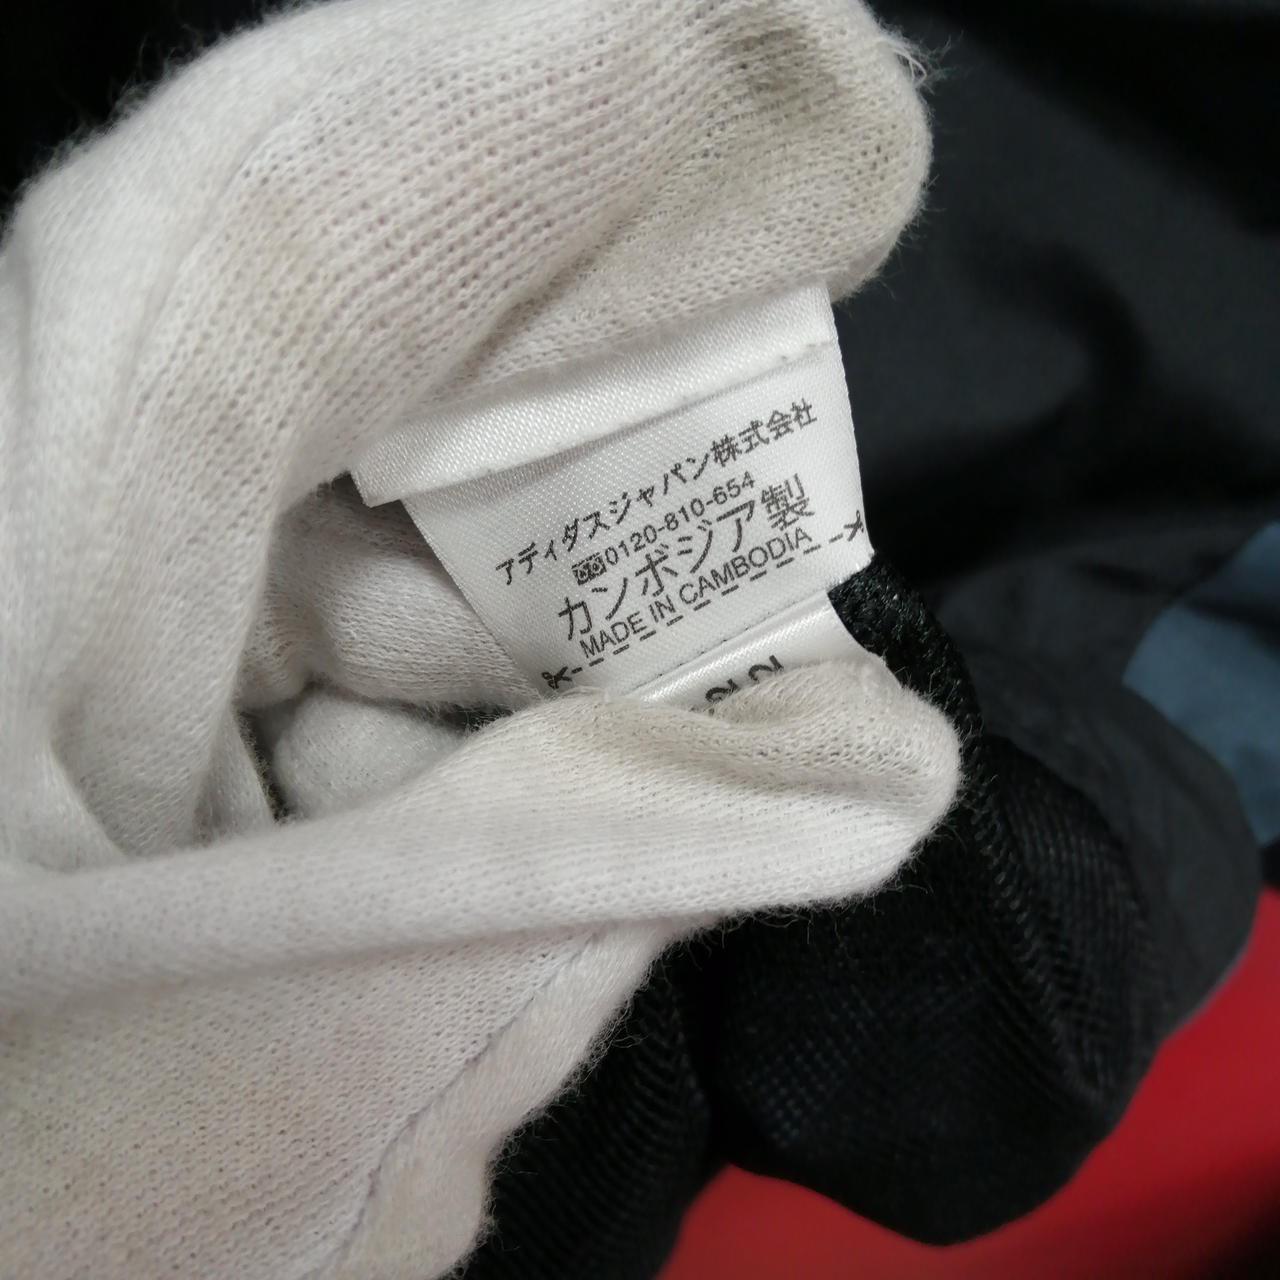 アディダスジャパン株式会社
0120-810-654
カンボジア製
MADE IN CAMBODIA